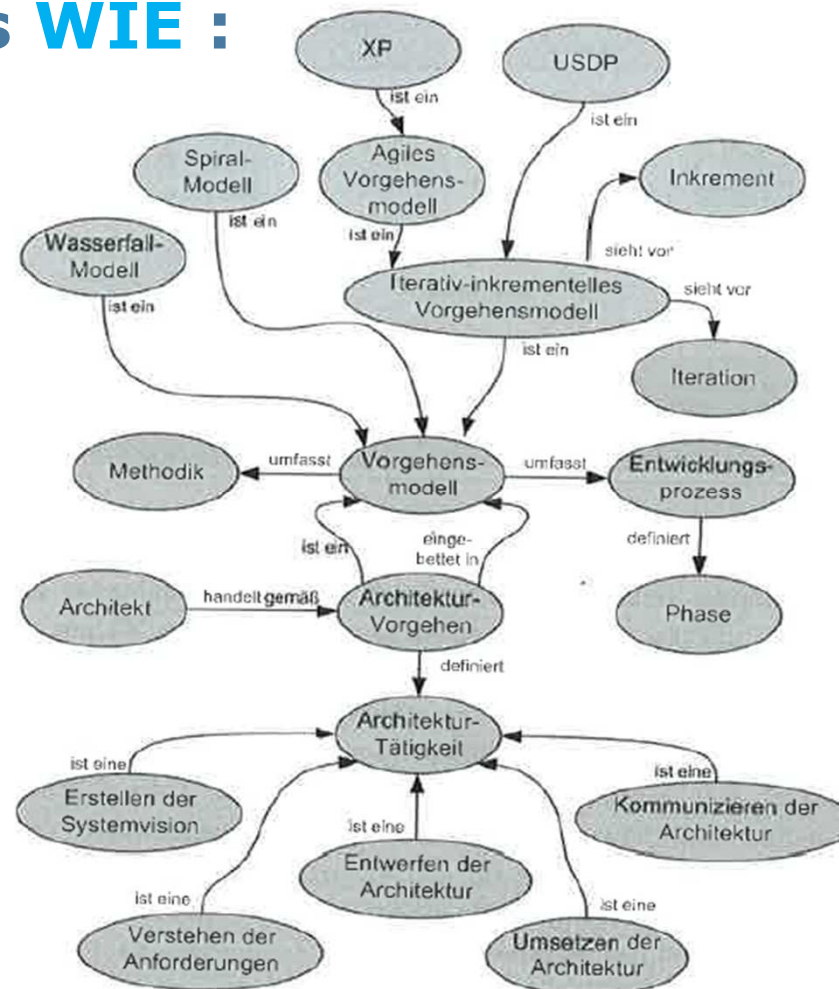 s WIE :
XP
USDP
ist ein
ist ein
Spiral-
Modell
Agiles
Vorgehens-
modell
Inkrement
ist ein
ist ein
sieht vor
Wasserfall-
Modell
Iterativ-inkrementelles
Vorgehensmodell
sieht vor
ist ein
ist ein
Iteration
Methodik
umfasst
Vorgehens-
modell
umfasst
Entwicklungs-
prozess
ist ein
einge-
bettet in
definiert
Architekt
handelt gemäß
Architektur-
Vorgehen
Phase
definiert
Architektur-
Tätigkeit
ist eine
ist eine
Erstellen der
Systemvision
Kommunizieren der
Architektur
ist eine
Entwerfen der
Architektur
ist eine
ist eine
Verstehen der
Anforderungen
Umsetzen der
Architektur